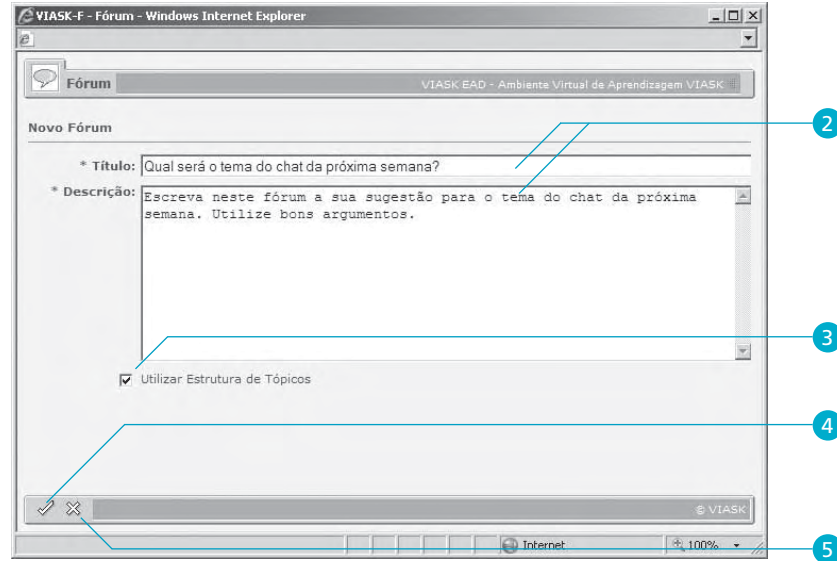 VIASK-F - Fórum - Windows Internet Explorer
Fórum
VIASK EAD - Ambiente Virtual de Aprendizagem VIASK
Novo Fórum
2
* Título: Qual será o tema do chat da próxima semana?
* Descrição: Escreva neste fórum a sua sugestão para o tema do chat da próxima
semana. Utilize bons argumentos.
3
Utilizar Estrutura de Tópicos
4
© VIASK
Internet 100%
5